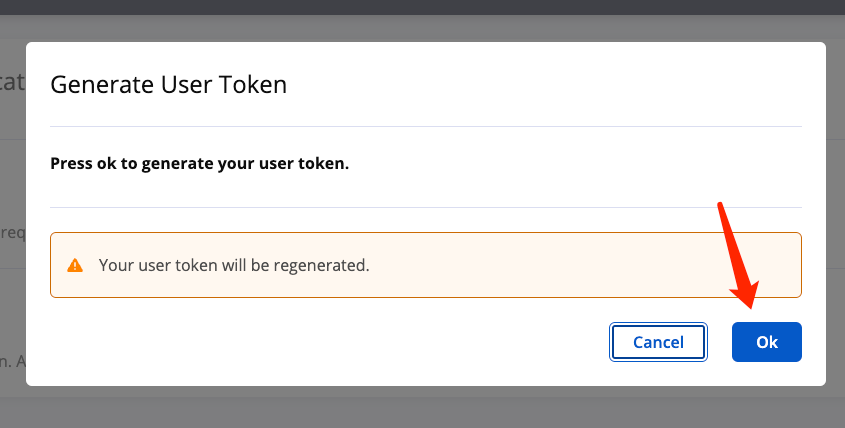 cat
Generate User Token
Press ok to generate your user token.
req
Your user token will be regenerated.
Cancel
Ok
n. A